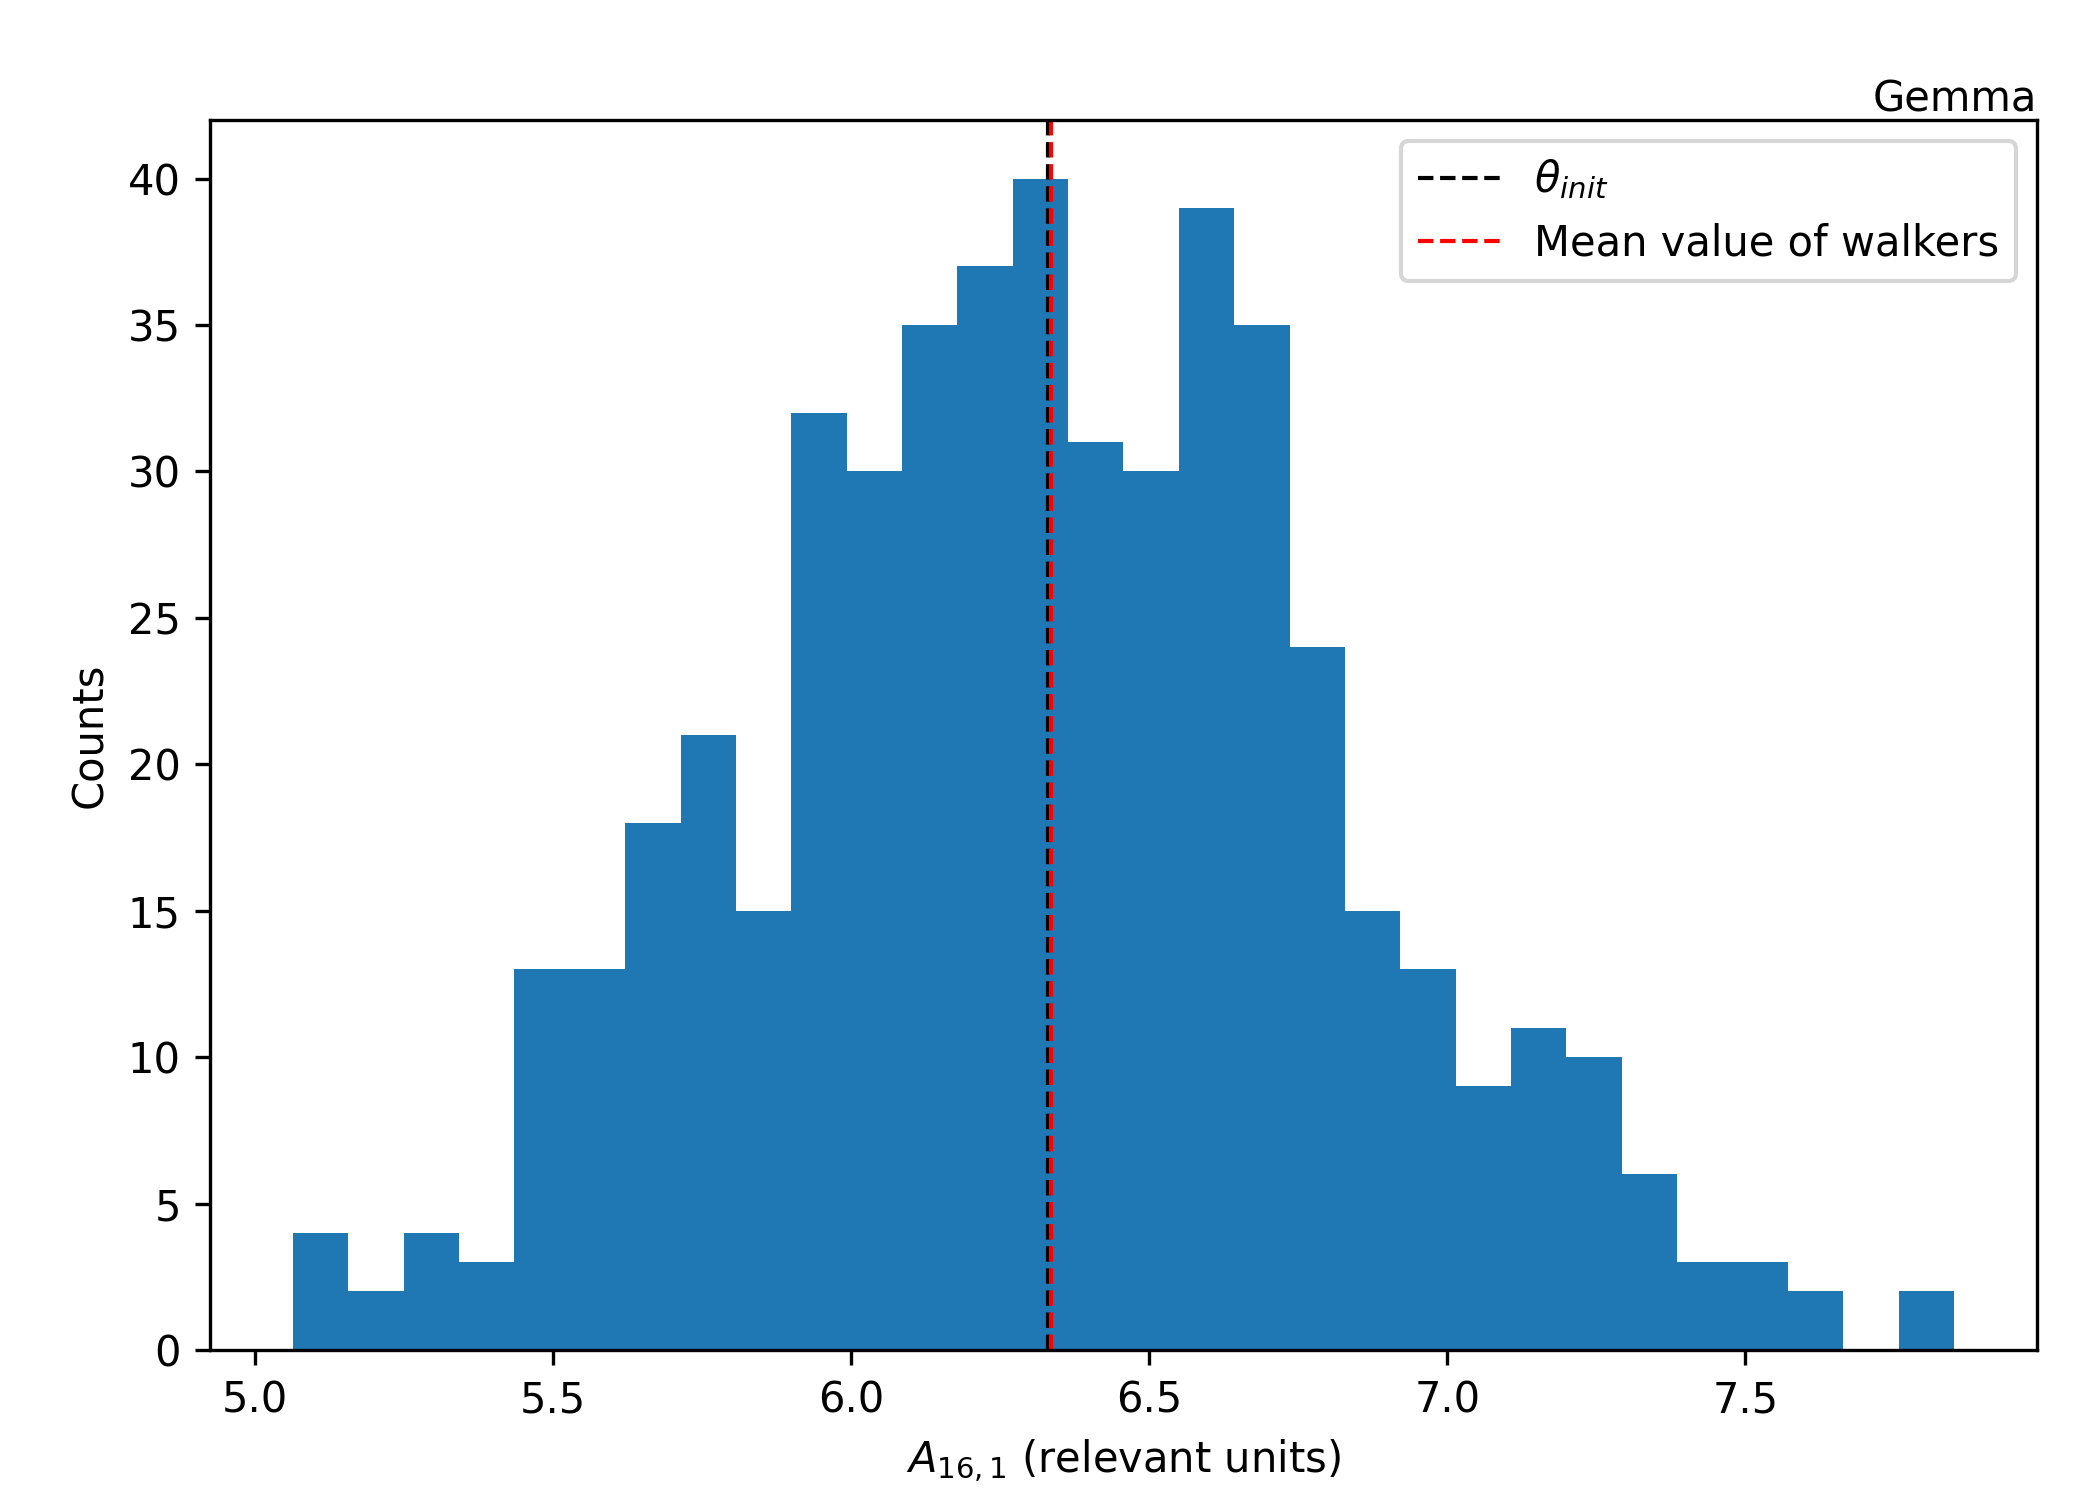 Gemma
θinit
Mean value of walkers
40
35
30
25
20
15
10
5
0
Counts
5.0 5.5 6.0 6.5 7.0 7.5
A16, 1 (relevant units)